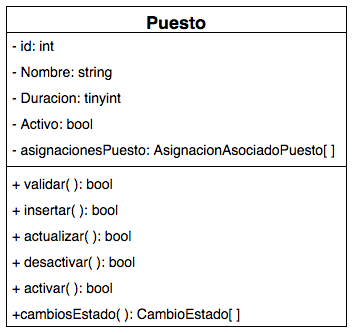 Puesto
- id: int
- Nombre: string
- Duracion: tinyint
- Activo: bool
- asignacionesPuesto: AsignacionAsociadoPuesto[ ]
+ validar( ): bool
+ insertar( ): bool
+ actualizar( ): bool
+ desactivar( ): bool
+ activar( ): bool
+cambiosEstado( ): CambioEstado[ ]